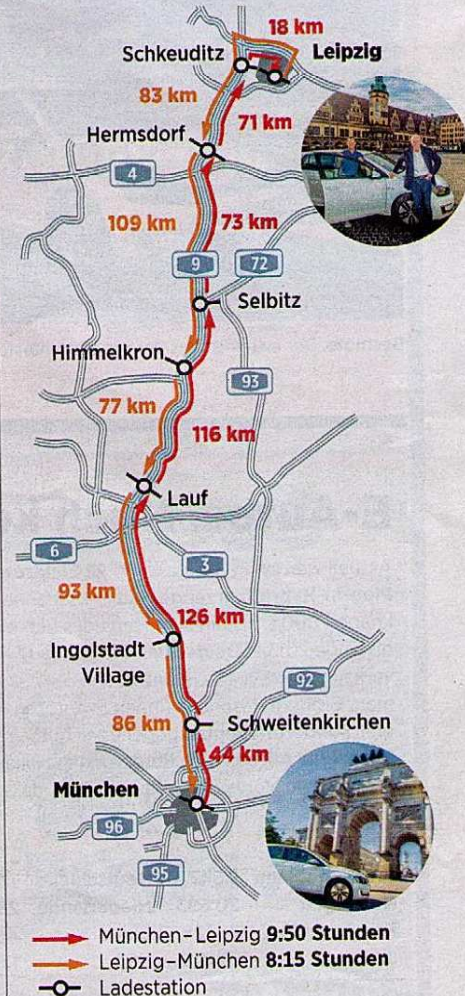 18 km
Schkeuditz
Leipzig
83 km
71 km
Hermsdorf
4
109 km
73 km
9
72
Selbitz
Himmelkron
93
77 km
116 km
Lauf
6
3
93 km
126 km
Ingolstadt
Village
92
86 km
Schweitenkirchen
44 km
München
96
95
München–Leipzig 9:50 Stunden
Leipzig–München 8:15 Stunden
Ladestation